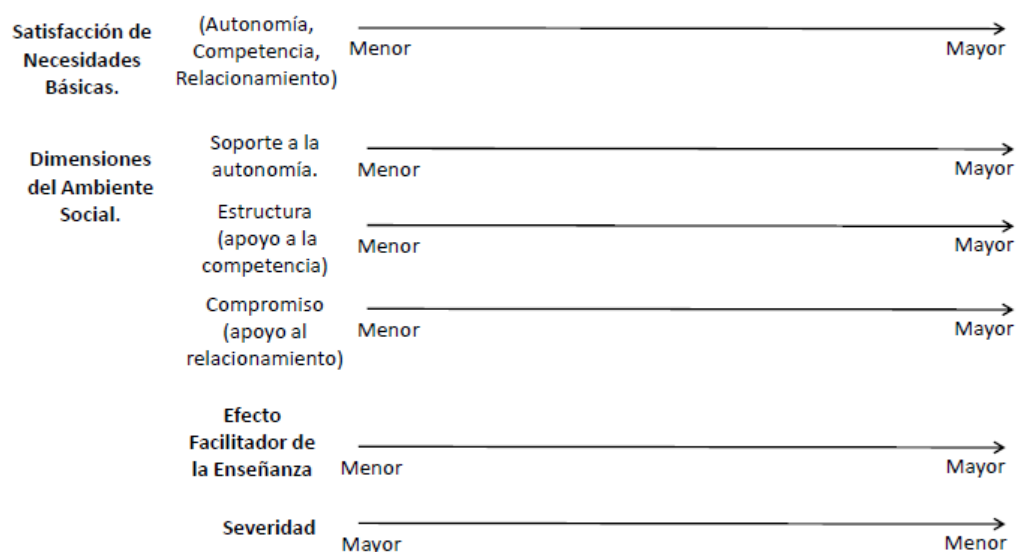 Satisfacción de
Necesidades
Básicas.
(Autonomía,
Competencia,
Relacionamiento)
Menor
Mayor
Dimensiones
del Ambiente
Social.
Soporte a la
autonomía.
Menor
Mayor
Estructura
(apoyo a la
competencia)
Menor
Mayor
Compromiso
(apoyo al
relacionamiento)
Menor
Mayor
Efecto
Facilitador de
la Enseñanza
Menor
Mayor
Severidad
Mayor
Menor